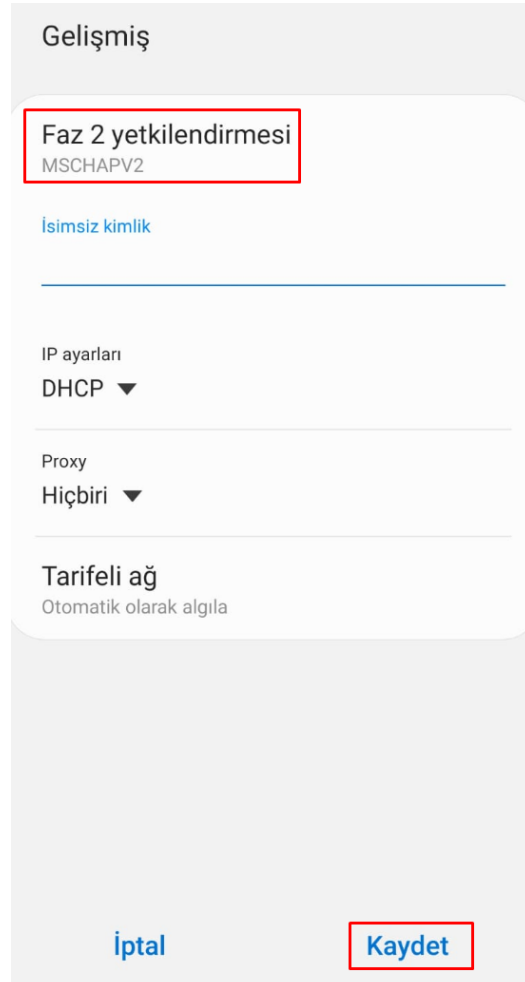 Gelişmiş
Faz 2 yetkilendirmesi
MSCHAPV2
İsimsiz kimlik
IP ayarları
DHCP
Proxy
Hiçbiri
Tarifeli ağ
Otomatik olarak algıla
İptal
Kaydet